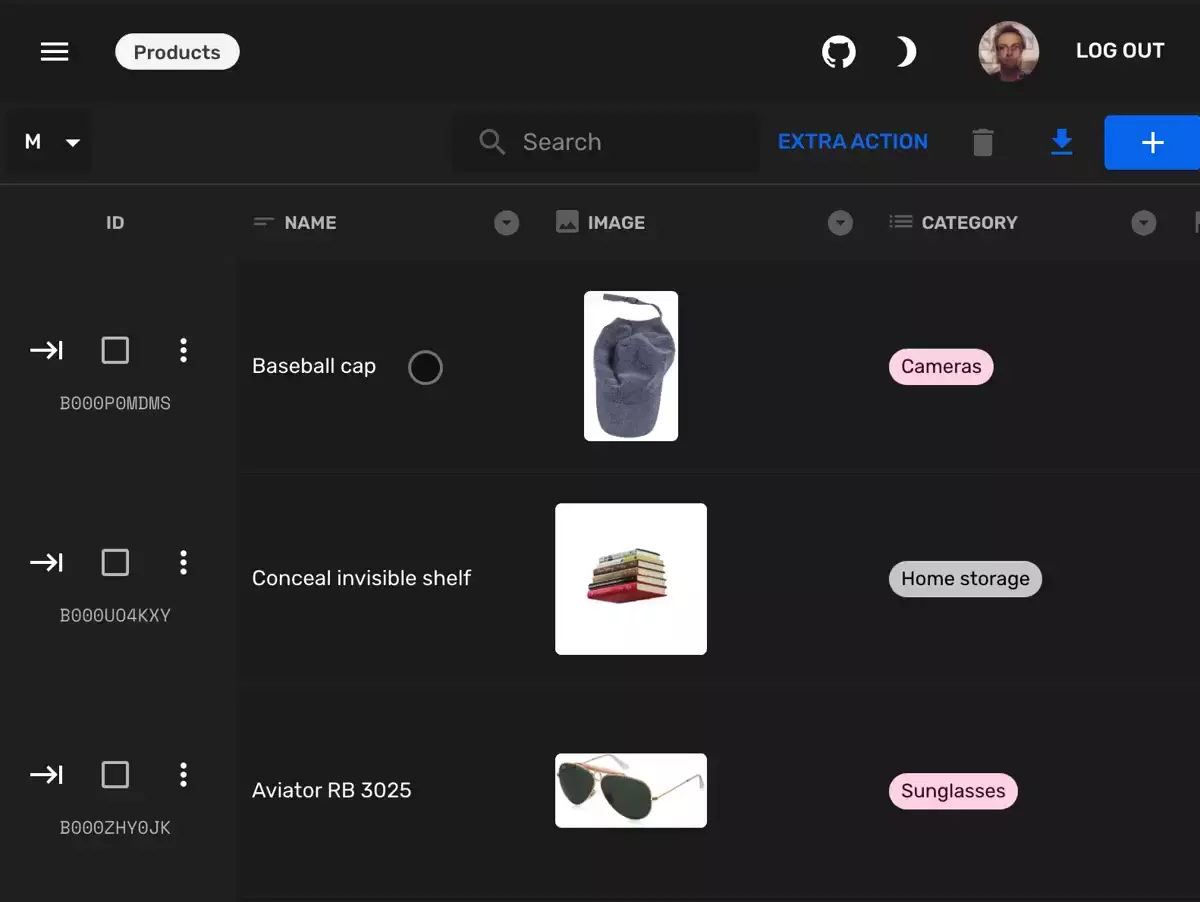 Products
LOG OUT
M
Search
EXTRA ACTION
ID
NAME
IMAGE
CATEGORY
Baseball cap
Cameras
B000P0MDMS
Conceal invisible shelf
Home storage
B000UO4KXY
Aviator RB 3025
Sunglasses
B000ZHY0JK